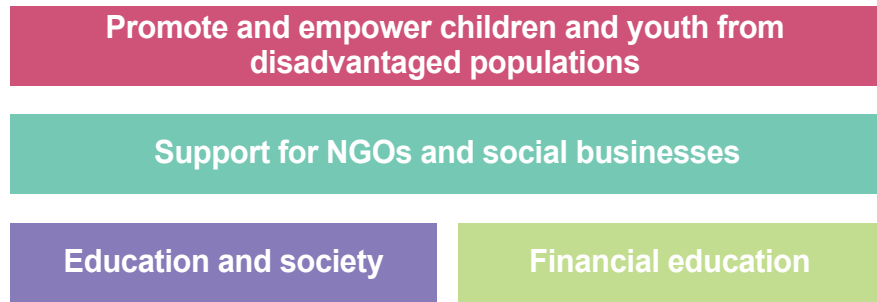 Promote and empower children and youth from
disadvantaged populations
Support for NGOs and social businesses
Education and society
Financial education